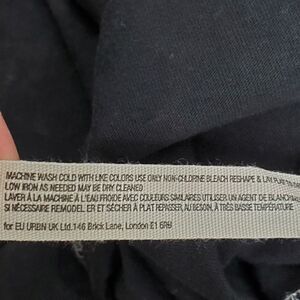 MACHINE WASH COLD WITH LIKE COLORS USE ONLY NON-CHLORINE BLEACH RESHAPE & LAY FLAT TO
LOW IRON AS NEEDED MAY BE DRY CLEANED
LAVER À LA MACHINE À L'EAU FROIDE AVEC COULEURS SIMILAIRES UTILISER UN AGENT DE BLANCHIMENT
SI NÉCESSAIRE REMODELER ET SÉCHER À PLAT REPASSER, AU BESOIN, À TRÈS BASSE TEMPÉRATURE
for EU URBN UK Ltd. 146 Brick Lane, London E1 6RU